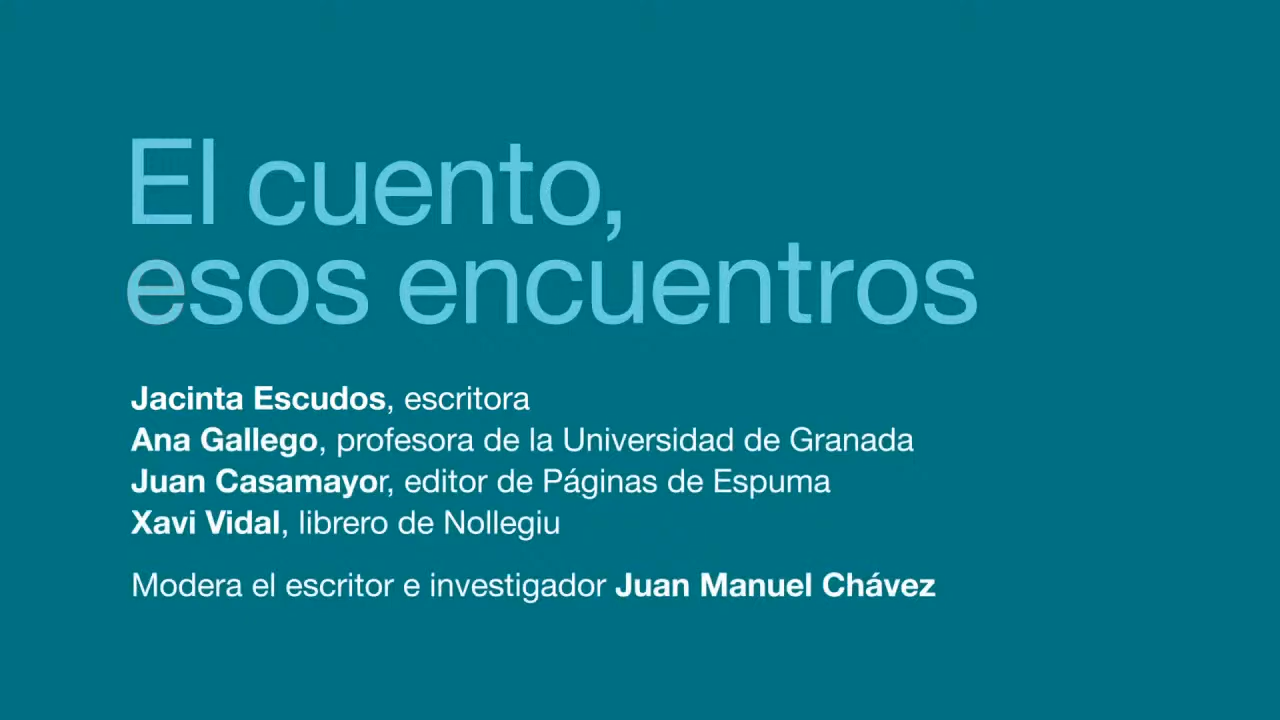 El cuento,
esos encuentros
Jacinta Escudos, escritora
Ana Gallego, profesora de la Universidad de Granada
Juan Casamayor, editor de Páginas de Espuma
Xavi Vidal, librero de Nollegiu
Modera el escritor e investigador Juan Manuel Chávez